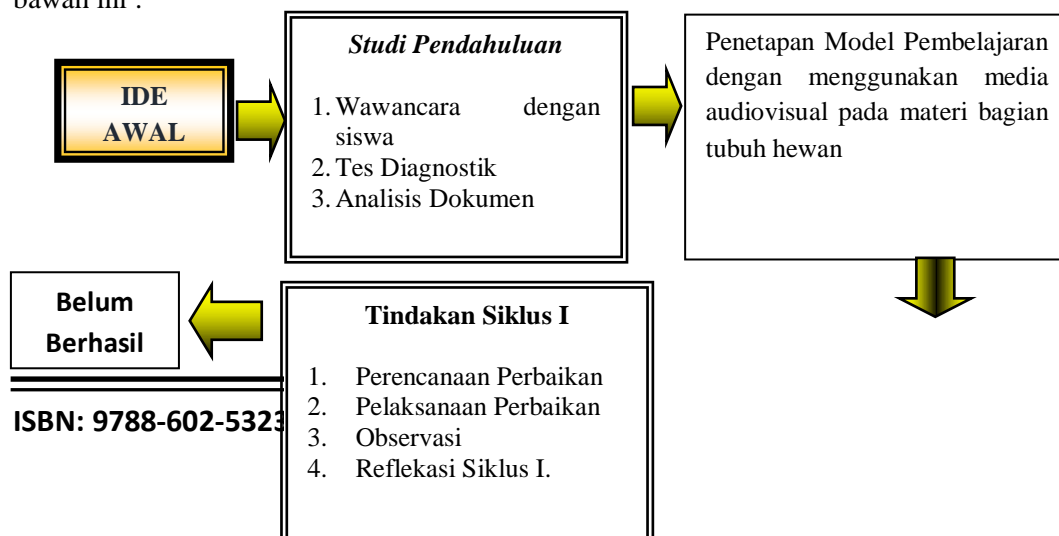 IDE
AWAL
Studi Pendahuluan
1. Wawancara dengan
siswa
2. Tes Diagnostik
3. Analisis Dokumen
Penetapan Model Pembelajaran
dengan menggunakan media
audiovisual pada materi bagian
tubuh hewan
Belum
Berhasil
Tindakan Siklus I
1. Perencanaan Perbaikan
2. Pelaksanaan Perbaikan
3. Observasi
4. Reflekasi Siklus I.
ISBN: 9788-602-5323